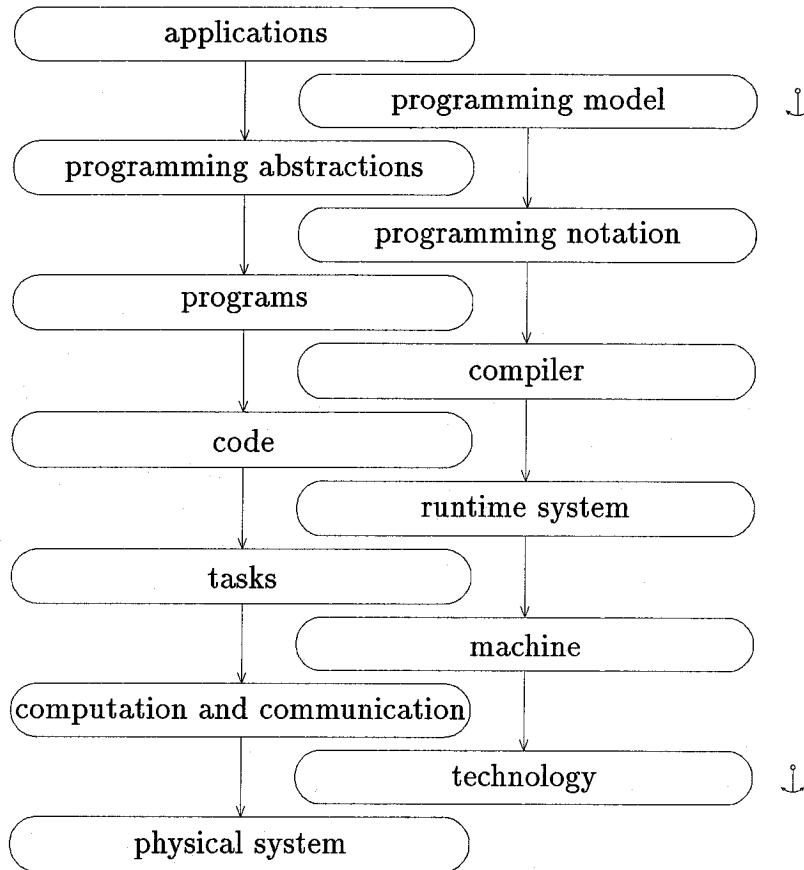 applications
programming model
programming abstractions
programming notation
programs
compiler
code
runtime system
tasks
machine
computation and communication
technology
physical system